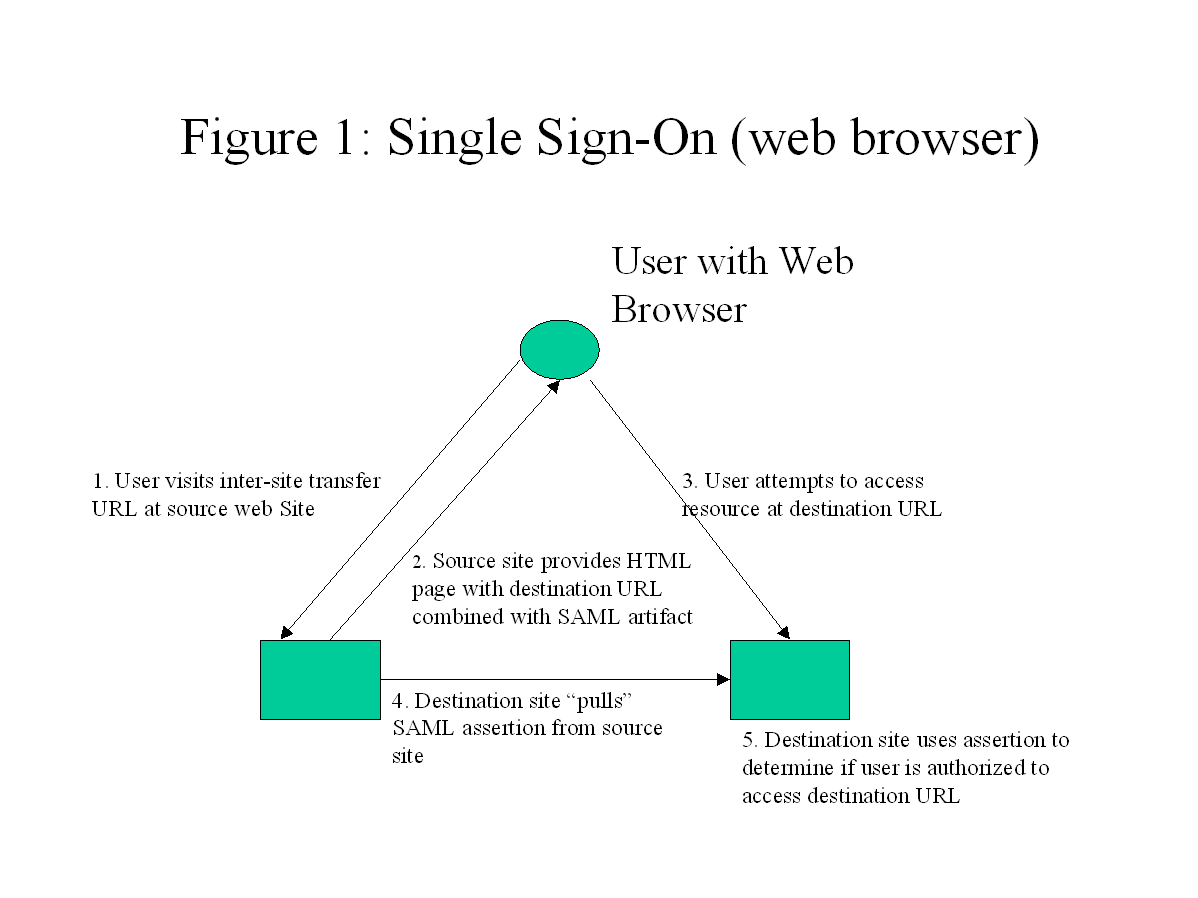 Figure 1: Single Sign-On (web browser)
User with Web
Browser
1. User visits inter-site transfer
URL at source web Site
3. User attempts to access
resource at destination URL
2. Source site provides HTML
page with destination URL
combined with SAML artifact
4. Destination site “pulls”
SAML assertion from source
site
5. Destination site uses assertion to
determine if user is authorized to
access destination URL